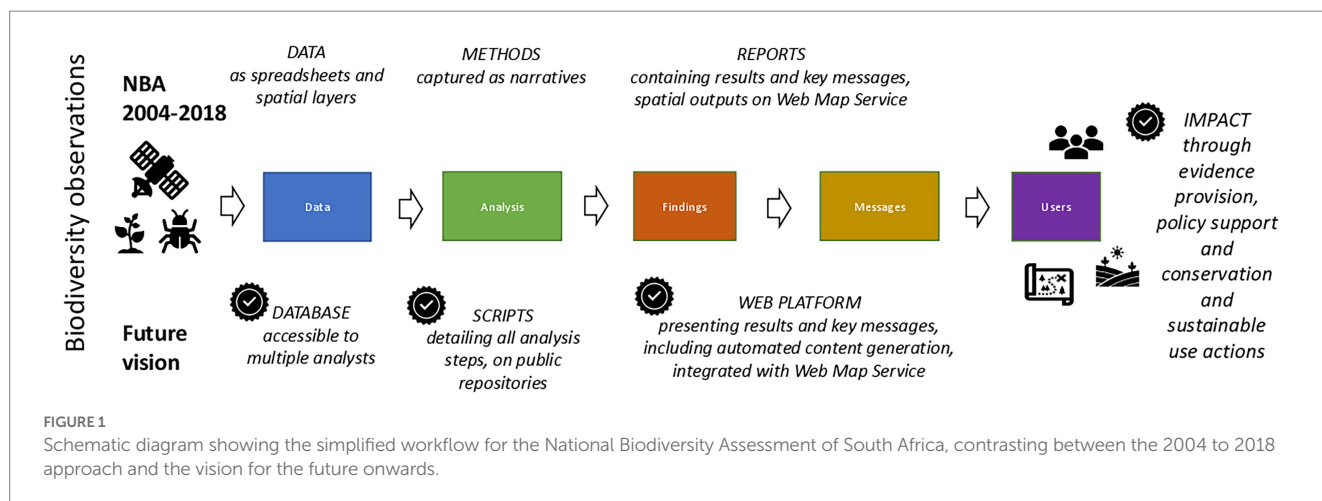 Biodiversity observations
NBA
2004-2018
DATA
as spreadsheets and
spatial layers
METHODS
captured as narratives
REPORTS
containing results and key messages,
spatial outputs on Web Map Service
Data
Analysis
Findings
Messages
Users
IMPACT
through
evidence
provision,
policy support
and
conservation
and
sustainable
use actions
Future
vision
DATABASE
accessible to
multiple analysts
SCRIPTS
detailing all analysis
steps, on public
repositories
WEB PLATFORM
presenting results and key messages,
including automated content generation,
integrated with Web Map Service
FIGURE 1
Schematic diagram showing the simplified workflow for the National Biodiversity Assessment of South Africa, contrasting between the 2004 to 2018
approach and the vision for the future onwards.